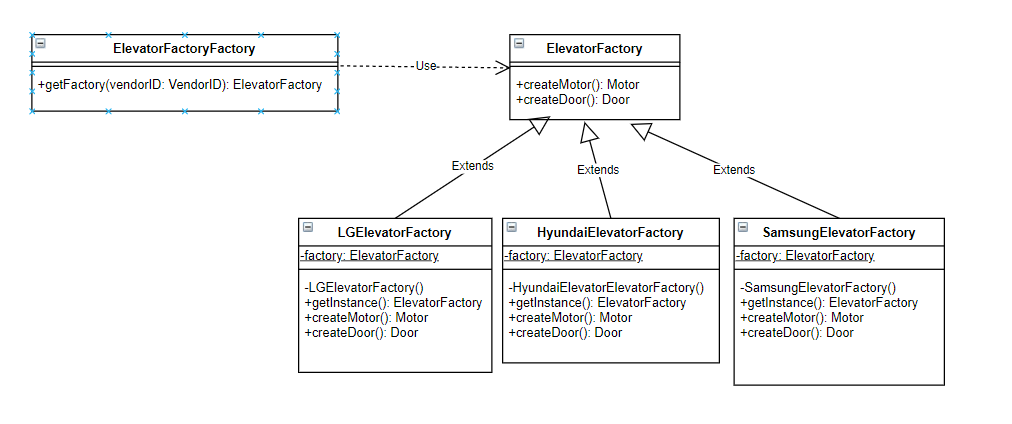 ElevatorFactoryFactory
+getFactory(vendorID: VendorID): ElevatorFactory
Use
ElevatorFactory
+createMotor(): Motor
+createDoor(): Door
Extends
Extends
Extends
LGElevatorFactory
-factory: ElevatorFactory
-LGElevatorFactory()
+getInstance(): ElevatorFactory
+createMotor(): Motor
+createDoor(): Door
HyundaiElevatorFactory
-factory: ElevatorFactory
-HyundaiElevatorElevatorFactory()
+getInstance(): ElevatorFactory
+createMotor(): Motor
+createDoor(): Door
SamsungElevatorFactory
-factory: ElevatorFactory
-SamsungElevatorFactory()
+getInstance(): ElevatorFactory
+createMotor(): Motor
+createDoor(): Door